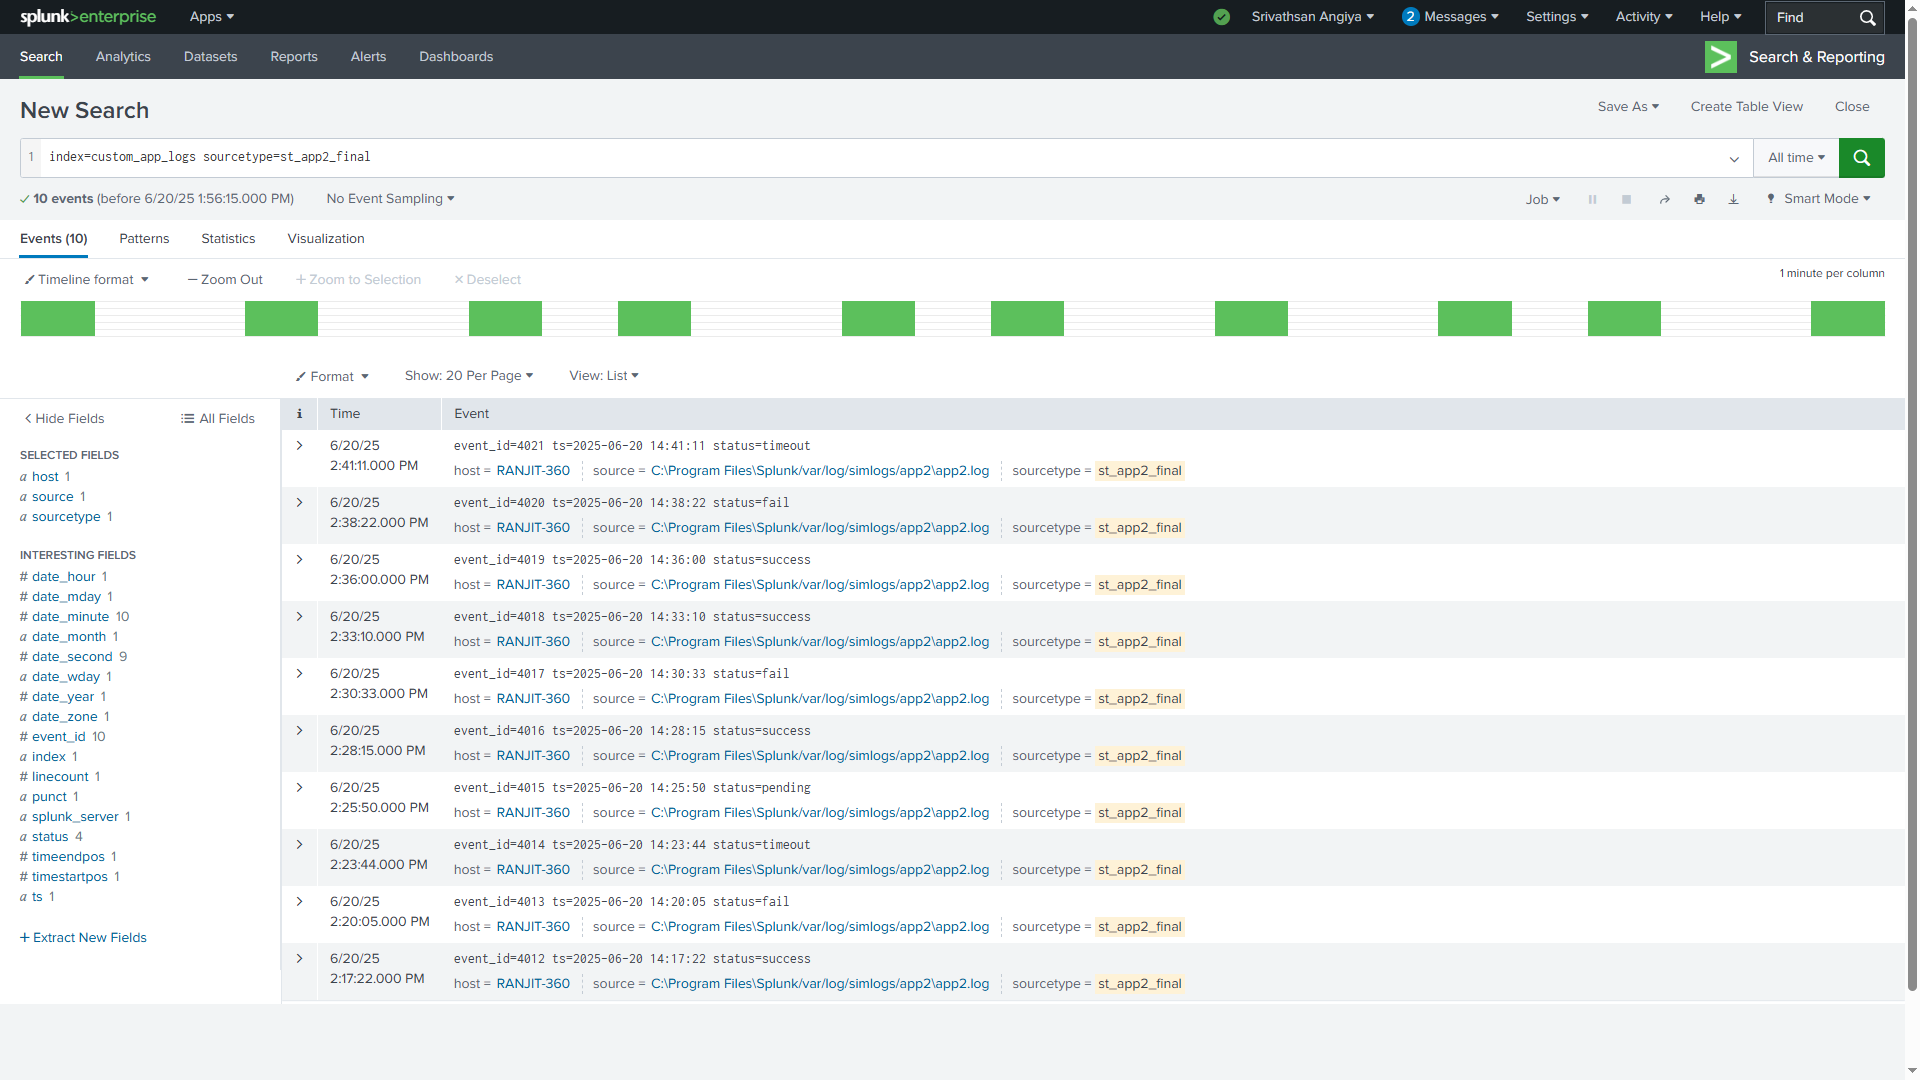 splunk>enterprise Apps Srivathsan Angiya 2 Messages Settings Activity Help Find
Search Analytics Datasets Reports Alerts Dashboards Search & Reporting
New Search Save As Create Table View Close
1 index=custom_app_logs sourcetype=st_app2_final All time
10 events (before 6/20/25 1:56:15.000 PM) No Event Sampling Job Smart Mode
Events (10) Patterns Statistics Visualization
Timeline format — Zoom Out + Zoom to Selection × Deselect 1 minute per column
Format Show: 20 Per Page View: List
< Hide Fields All Fields
SELECTED FIELDS
a host 1
a source 1
a sourcetype 1
INTERESTING FIELDS
# date_hour 1
# date_mday 1
# date_minute 10
a date_month 1
# date_second 9
a date_wday 1
# date_year 1
a date_zone 1
# event_id 10
a index 1
# linecount 1
a punct 1
a splunk_server 1
a status 4
# timeendpos 1
# timestartpos 1
a ts 1
+ Extract New Fields
i Time Event
6/20/25 event_id=4021 ts=2025-06-20 14:41:11 status=timeout
2:41:11.000 PM host = RANJIT-360 source = C:\Program Files\Splunk/var/log/simlogs/app2\app2.log sourcetype = st_app2_final
6/20/25 event_id=4020 ts=2025-06-20 14:38:22 status=fail
2:38:22.000 PM host = RANJIT-360 source = C:\Program Files\Splunk/var/log/simlogs/app2\app2.log sourcetype = st_app2_final
6/20/25 event_id=4019 ts=2025-06-20 14:36:00 status=success
2:36:00.000 PM host = RANJIT-360 source = C:\Program Files\Splunk/var/log/simlogs/app2\app2.log sourcetype = st_app2_final
6/20/25 event_id=4018 ts=2025-06-20 14:33:10 status=success
2:33:10.000 PM host = RANJIT-360 source = C:\Program Files\Splunk/var/log/simlogs/app2\app2.log sourcetype = st_app2_final
6/20/25 event_id=4017 ts=2025-06-20 14:30:33 status=fail
2:30:33.000 PM host = RANJIT-360 source = C:\Program Files\Splunk/var/log/simlogs/app2\app2.log sourcetype = st_app2_final
6/20/25 event_id=4016 ts=2025-06-20 14:28:15 status=success
2:28:15.000 PM host = RANJIT-360 source = C:\Program Files\Splunk/var/log/simlogs/app2\app2.log sourcetype = st_app2_final
6/20/25 event_id=4015 ts=2025-06-20 14:25:50 status=pending
2:25:50.000 PM host = RANJIT-360 source = C:\Program Files\Splunk/var/log/simlogs/app2\app2.log sourcetype = st_app2_final
6/20/25 event_id=4014 ts=2025-06-20 14:23:44 status=timeout
2:23:44.000 PM host = RANJIT-360 source = C:\Program Files\Splunk/var/log/simlogs/app2\app2.log sourcetype = st_app2_final
6/20/25 event_id=4013 ts=2025-06-20 14:20:05 status=fail
2:20:05.000 PM host = RANJIT-360 source = C:\Program Files\Splunk/var/log/simlogs/app2\app2.log sourcetype = st_app2_final
6/20/25 event_id=4012 ts=2025-06-20 14:17:22 status=success
2:17:22.000 PM host = RANJIT-360 source = C:\Program Files\Splunk/var/log/simlogs/app2\app2.log sourcetype = st_app2_final